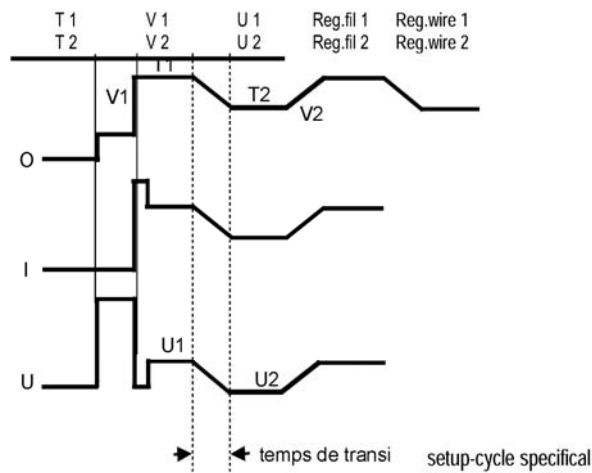 T 1 V 1 U 1 Reg.fil 1 Reg.wire 1
T 2 V 2 U 2 Reg.fil 2 Reg.wire 2
T1
V1 T2 V2
O
I
U1
U U2
temps de transi setup-cycle specifical